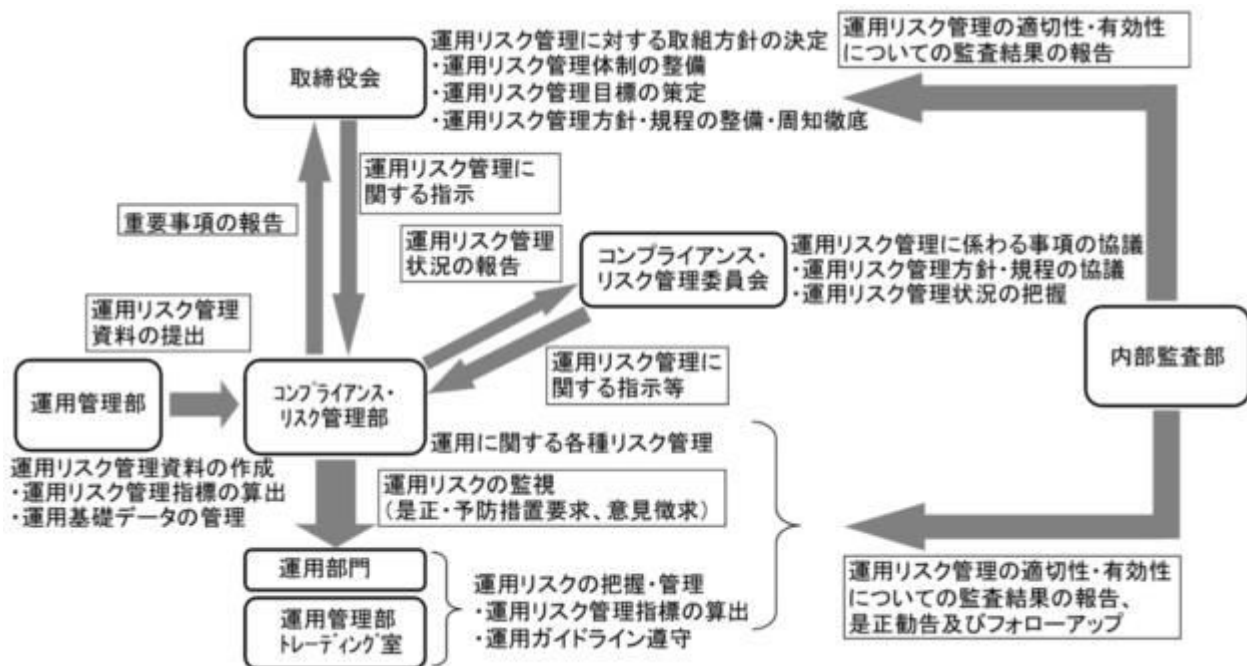 取締役会
運用リスク管理に対する取組方針の決定
・運用リスク管理体制の整備
・運用リスク管理目標の策定
・運用リスク管理方針・規程の整備・周知徹底
運用リスク管理の適切性・有効性
についての監査結果の報告
運用リスク管理に
関する指示
重要事項の報告
運用リスク管理
状況の報告
コンプライアンス・
リスク管理委員会
運用リスク管理に係わる事項の協議
・運用リスク管理方針・規程の協議
・運用リスク管理状況の把握
運用リスク管理
資料の提出
運用リスク管理に
関する指示等
内部監査部
運用管理部
コンプライアンス・
リスク管理部
運用に関する各種リスク管理
運用リスク管理資料の作成
・運用リスク管理指標の算出
・運用基礎データの管理
運用リスクの監視
(是正・予防措置要求、意見徴求)
運用部門
運用管理部
トレーディング室
運用リスクの把握・管理
・運用リスク管理指標の算出
・運用ガイドライン遵守
運用リスク管理の適切性・有効性
についての監査結果の報告、
是正勧告及びフォローアップ